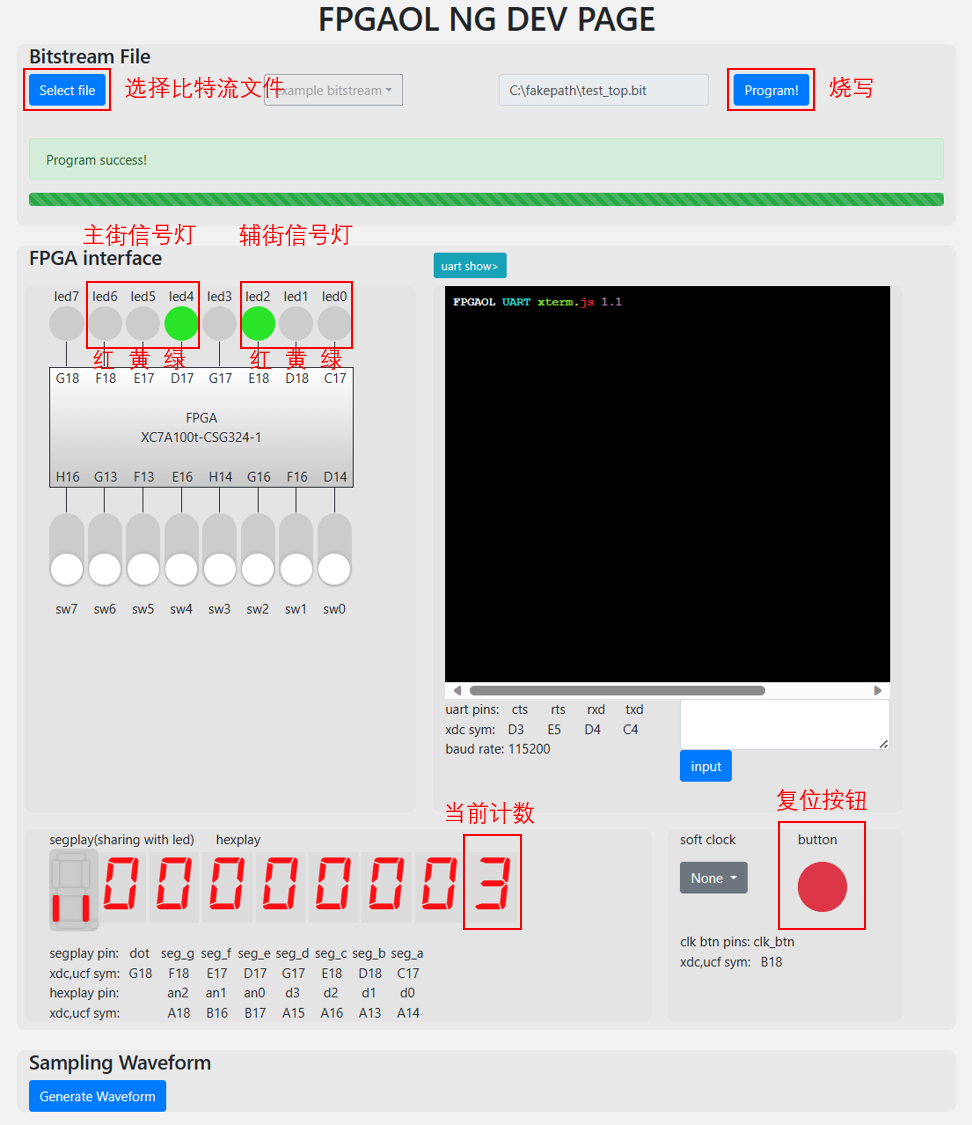 FPGAOL NG DEV PAGE
Bitstream File
Select file 选择比特流文件 example bitstream C:\fakepath\test_top.bit Program! 烧写
Program success!
主街信号灯 辅街信号灯
FPGA interface
uart show>
led7 led6 led5 led4 led3 led2 led1 led0
FPGAOL UART xterm.js 1.1
红 黄 绿 红 黄 绿
G18 F18 E17 D17 G17 E18 D18 C17
FPGA
XC7A100t-CSG324-1
H16 G13 F13 E16 H14 G16 F16 D14
sw7 sw6 sw5 sw4 sw3 sw2 sw1 sw0
uart pins: cts rts rxd txd
xdc sym: D3 E5 D4 C4
baud rate: 115200
input
当前计数 复位按钮
segplay(sharing with led) hexplay
soft clock button
0 0 0 0 0 0 0 3
None
segplay pin: dot seg_g seg_f seg_e seg_d seg_c seg_b seg_a
xdc,ucf sym: G18 F18 E17 D17 G17 E18 D18 C17
hexplay pin: an2 an1 an0 d3 d2 d1 d0
xdc,ucf sym: A18 B16 B17 A15 A16 A13 A14
clk btn pins: clk_btn
xdc,ucf sym: B18
Sampling Waveform
Generate Waveform